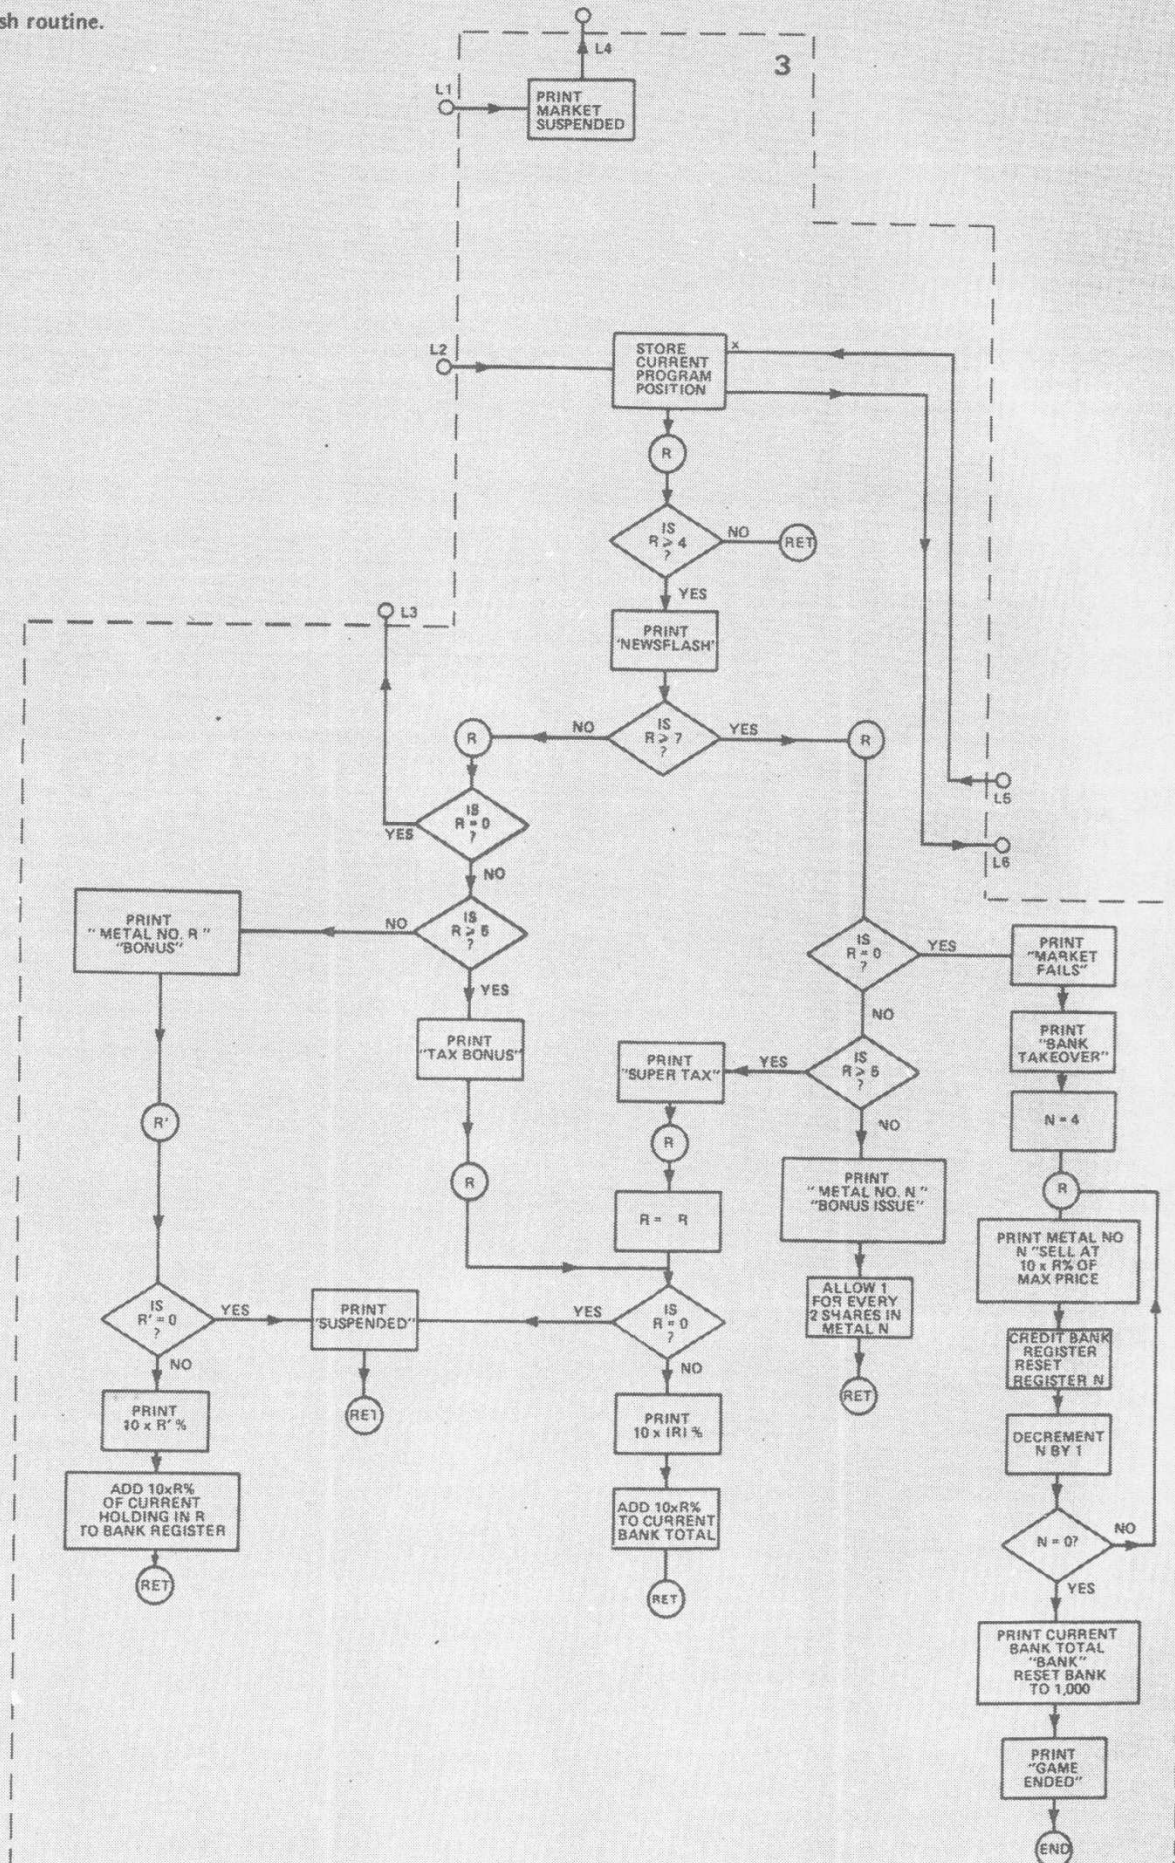 sh routine.
L4
3
L1
PRINT
MARKET
SUSPENDED
L2
STORE
CURRENT
PROGRAM
POSITION
x
R
IS
R ⩾ 4
?
NO
RET
YES
L3
PRINT
'NEWSFLASH'
IS
R ⩾ 7
?
NO
YES
R
R
L5
L6
IS
R = 0
?
YES
NO
PRINT
" METAL NO. R "
"BONUS"
NO
IS
R ⩾ 5
?
YES
IS
R = 0
?
YES
NO
PRINT
"MARKET
FAILS"
PRINT
"TAX BONUS"
PRINT
"SUPER TAX"
YES
IS
R ⩾ 5
?
NO
PRINT
"BANK
TAKEOVER"
N = 4
R'
R
R
PRINT
" METAL NO. N "
"BONUS ISSUE"
R
R = R
PRINT METAL NO
N "SELL AT
10 x R% OF
MAX PRICE
IS
R' = 0
?
YES
NO
PRINT
"SUSPENDED"
YES
IS
R = 0
?
NO
ALLOW 1
FOR EVERY
2 SHARES IN
METAL N
CREDIT BANK
REGISTER
RESET
REGISTER N
RET
RET
PRINT
10 x R' %
PRINT
10 x IRI %
DECREMENT
N BY 1
ADD 10xR%
OF CURRENT
HOLDING IN R
TO BANK REGISTER
ADD 10xR%
TO CURRENT
BANK TOTAL
N = 0?
NO
YES
RET
RET
PRINT CURRENT
BANK TOTAL
"BANK"
RESET BANK
TO 1,000
PRINT
"GAME
ENDED"
END